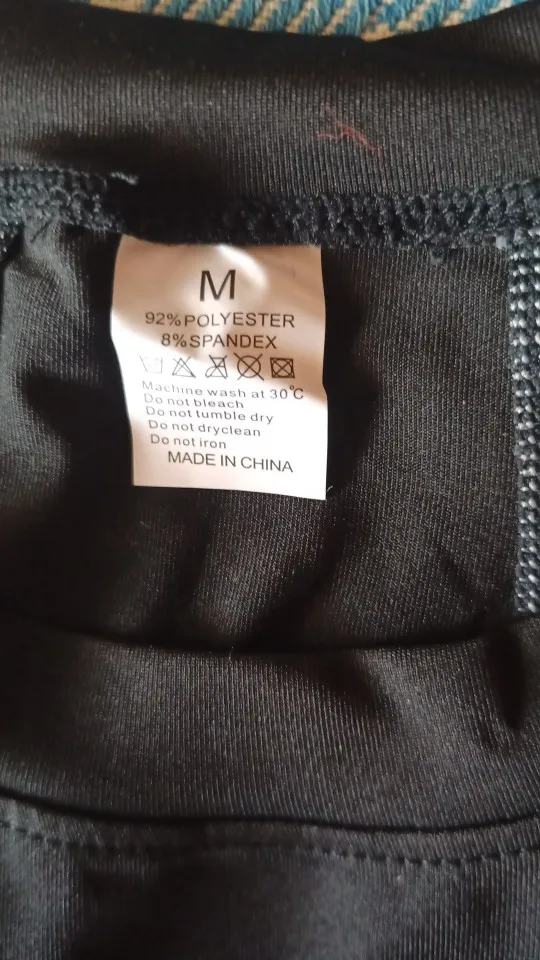 M
92%POLYESTER
8%SPANDEX
Machine wash at 30°C
Do not bleach
Do not tumble dry
Do not dryclean
Do not iron
MADE IN CHINA